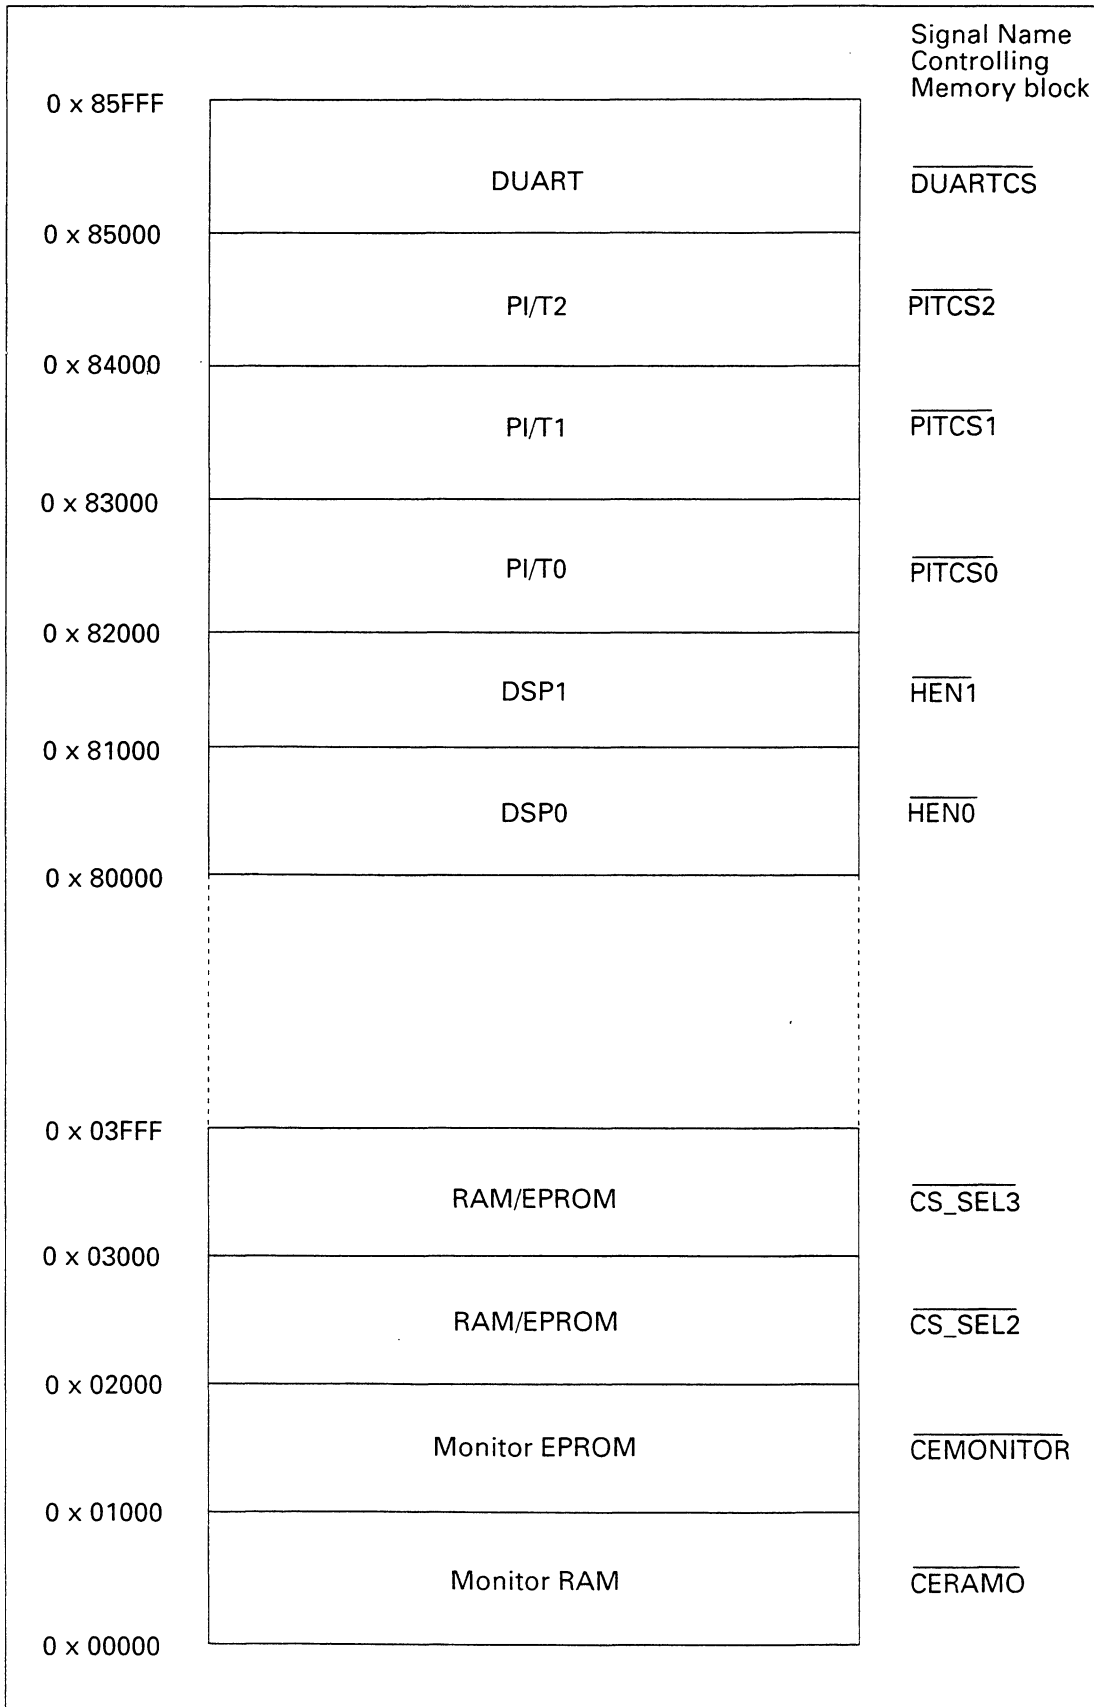 Signal Name
Controlling
Memory block
0 x 85FFF
DUART
DUARTCS
0 x 85000
PI/T2
PITCS2
0 x 84000
PI/T1
PITCS1
0 x 83000
PI/T0
PITCS0
0 x 82000
DSP1
HEN1
0 x 81000
DSP0
HEN0
0 x 80000
0 x 03FFF
RAM/EPROM
CS_SEL3
0 x 03000
RAM/EPROM
CS_SEL2
0 x 02000
Monitor EPROM
CEMONITOR
0 x 01000
Monitor RAM
CERAMO
0 x 00000